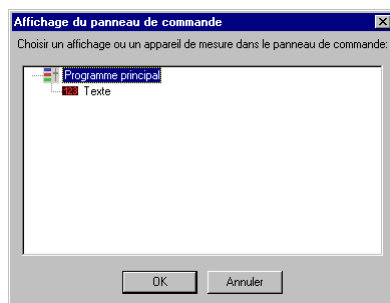 Affichage du panneau de commande
Choisir un affichage ou un appareil de mesure dans le panneau de commande:
Programme principal
123 Texte
OK Annuler